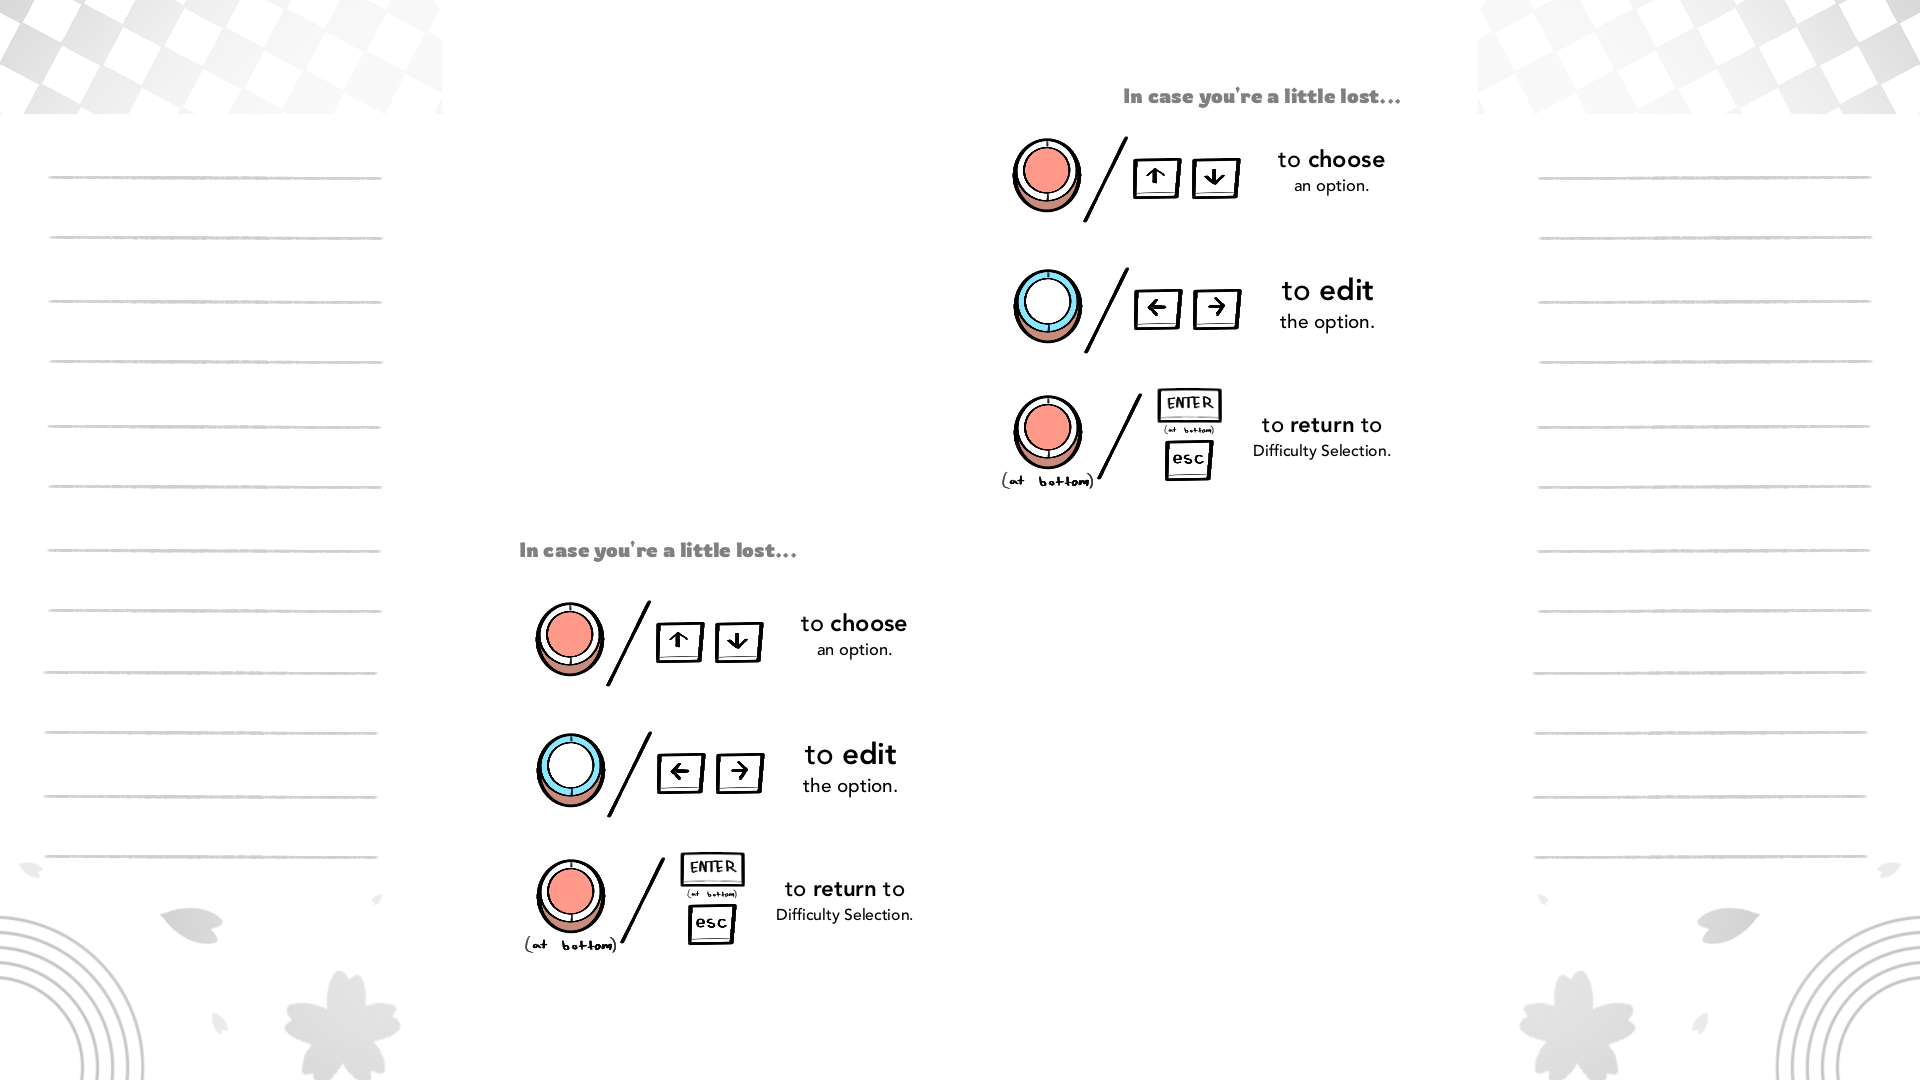 In case you're a little lost...
to choose
an option.
to edit
the option.
ENTER
(at bottom)
esc
to return to
Difficulty Selection.
(at bottom)
In case you're a little lost...
to choose
an option.
to edit
the option.
ENTER
(at bottom)
esc
to return to
Difficulty Selection.
(at bottom)